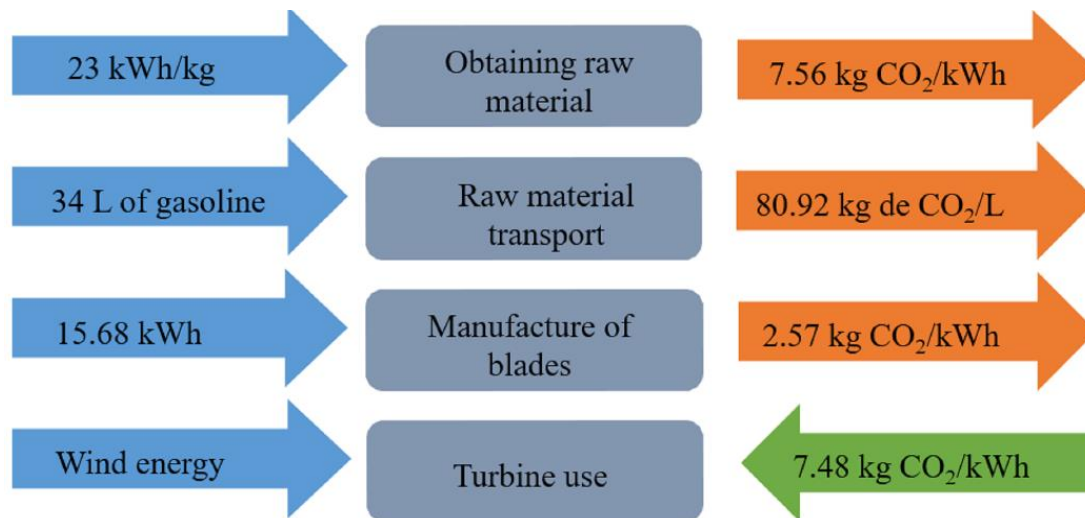 23 kWh/kg
Obtaining raw
material
7.56 kg CO₂/kWh
34 L of gasoline
Raw material
transport
80.92 kg de CO₂/L
15.68 kWh
Manufacture of
blades
2.57 kg CO₂/kWh
Wind energy
Turbine use
7.48 kg CO₂/kWh